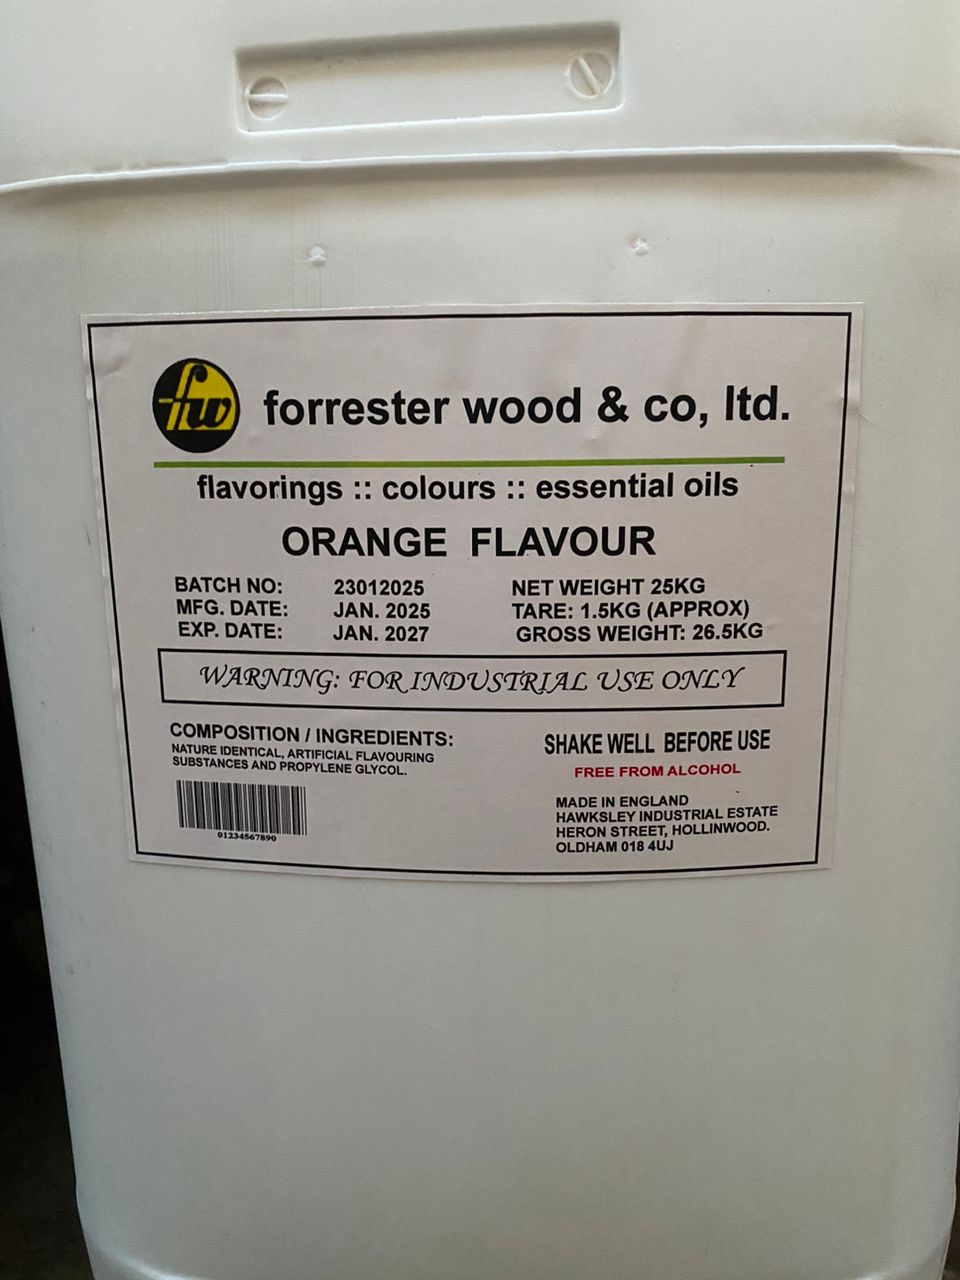 fw
forrester wood & co, ltd.
flavorings :: colours :: essential oils
ORANGE FLAVOUR
BATCH NO: 23012025 NET WEIGHT 25KG
MFG. DATE: JAN. 2025 TARE: 1.5KG (APPROX)
EXP. DATE: JAN. 2027 GROSS WEIGHT: 26.5KG
WARNING: FOR INDUSTRIAL USE ONLY
COMPOSITION / INGREDIENTS:
NATURE IDENTICAL, ARTIFICIAL FLAVOURING
SUBSTANCES AND PROPYLENE GLYCOL.
01234567890
SHAKE WELL BEFORE USE
FREE FROM ALCOHOL
MADE IN ENGLAND
HAWKSLEY INDUSTRIAL ESTATE
HERON STREET, HOLLINWOOD.
OLDHAM 018 4UJ